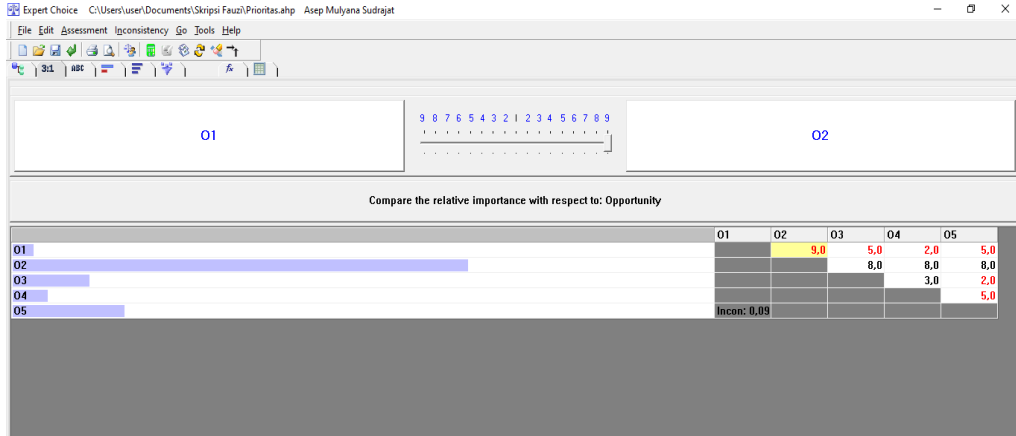 Expert Choice C:\Users\user\Documents\Skripsi Fauzi\Prioritas.ahp Asep Mulyana Sudrajat
File Edit Assessment Inconsistency Go Tools Help
3:1 ABC fx
9 8 7 6 5 4 3 2 1 2 3 4 5 6 7 8 9
O1 O2
Compare the relative importance with respect to: Opportunity
O1 O2 O3 O4 O5
O1 9,0 5,0 2,0 5,0
O2 8,0 8,0 8,0
O3 3,0 2,0
O4 5,0
O5 Incon: 0,09